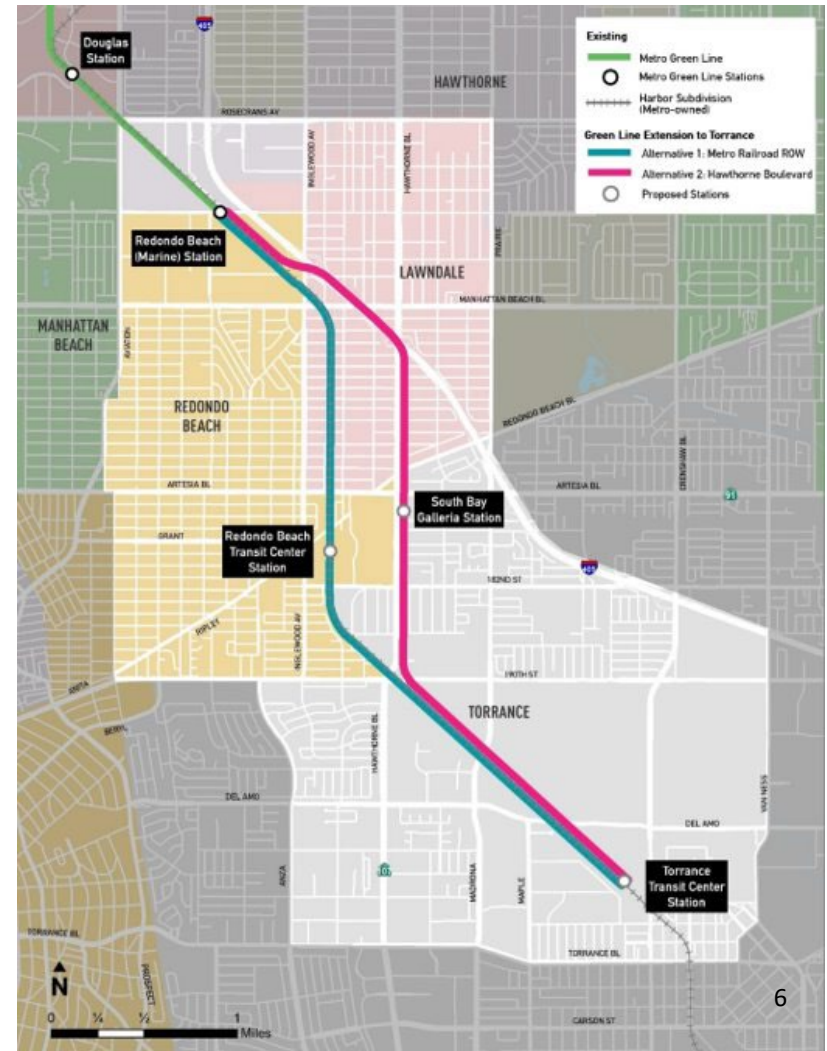 Douglas
Station
405
HAWTHORNE
ROSECRANS AV
INGLEWOOD AV
HAWTHORNE BL
PRAIRIE
Redondo Beach
(Marine) Station
LAWNDALE
MANHATTAN BEACH BL
MANHATTAN
BEACH
AVIATION
REDONDO
BEACH
REDONDO BEACH BL
CRENSHAW BL
ARTESIA BL
ARTESIA BL
91
South Bay
Galleria Station
GRANT
Redondo Beach
Transit Center
Station
405
182ND ST
RIPLEY
INGLEWOOD AV
190TH ST
ANITA
BERYL
TORRANCE
HAWTHORNE BL
DEL AMO
VAN NESS
DEL AMO
ANZA
107
MADRONA
MAPLE
Torrance
Transit Center
Station
TORRANCE BL
TORRANCE BL
PROSPECT
CARSON ST
N
0 ¼ ½ 1
Miles
6
Existing
Metro Green Line
Metro Green Line Stations
Harbor Subdivision
(Metro-owned)
Green Line Extension to Torrance
Alternative 1: Metro Railroad ROW
Alternative 2: Hawthorne Boulevard
Proposed Stations